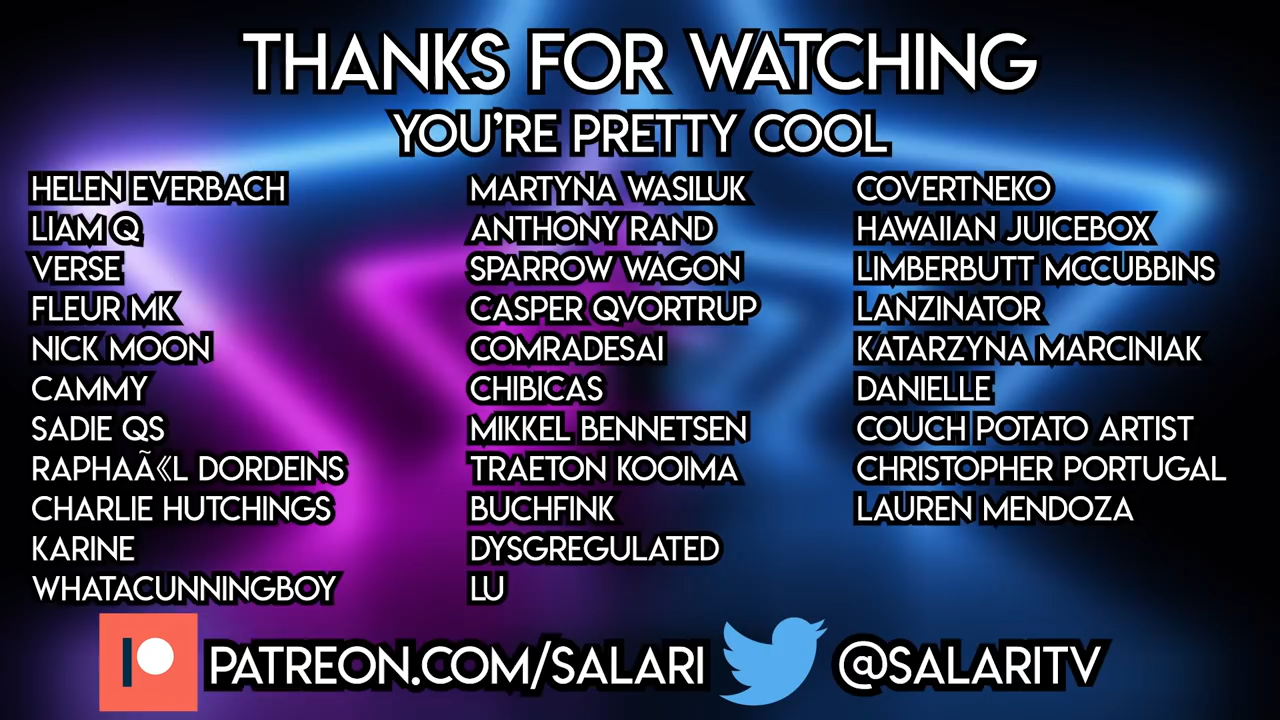 THANKS FOR WATCHING
YOU'RE PRETTY COOL
HELEN EVERBACH
LIAM Q
VERSE
FLEUR MK
NICK MOON
CAMMY
SADIE QS
RAPHAÃ«L DORDEINS
CHARLIE HUTCHINGS
KARINE
WHATACUNNINGBOY
MARTYNA WASILUK
ANTHONY RAND
SPARROW WAGON
CASPER QVORTRUP
COMRADESAI
CHIBICAS
MIKKEL BENNETSEN
TRAETON KOOIMA
BUCHFINK
DYSGREGULATED
LU
COVERTNEKO
HAWAIIAN JUICEBOX
LIMBERBUTT MCCUBBINS
LANZINATOR
KATARZYNA MARCINIAK
DANIELLE
COUCH POTATO ARTIST
CHRISTOPHER PORTUGAL
LAUREN MENDOZA
PATREON.COM/SALARI
@SALARITV